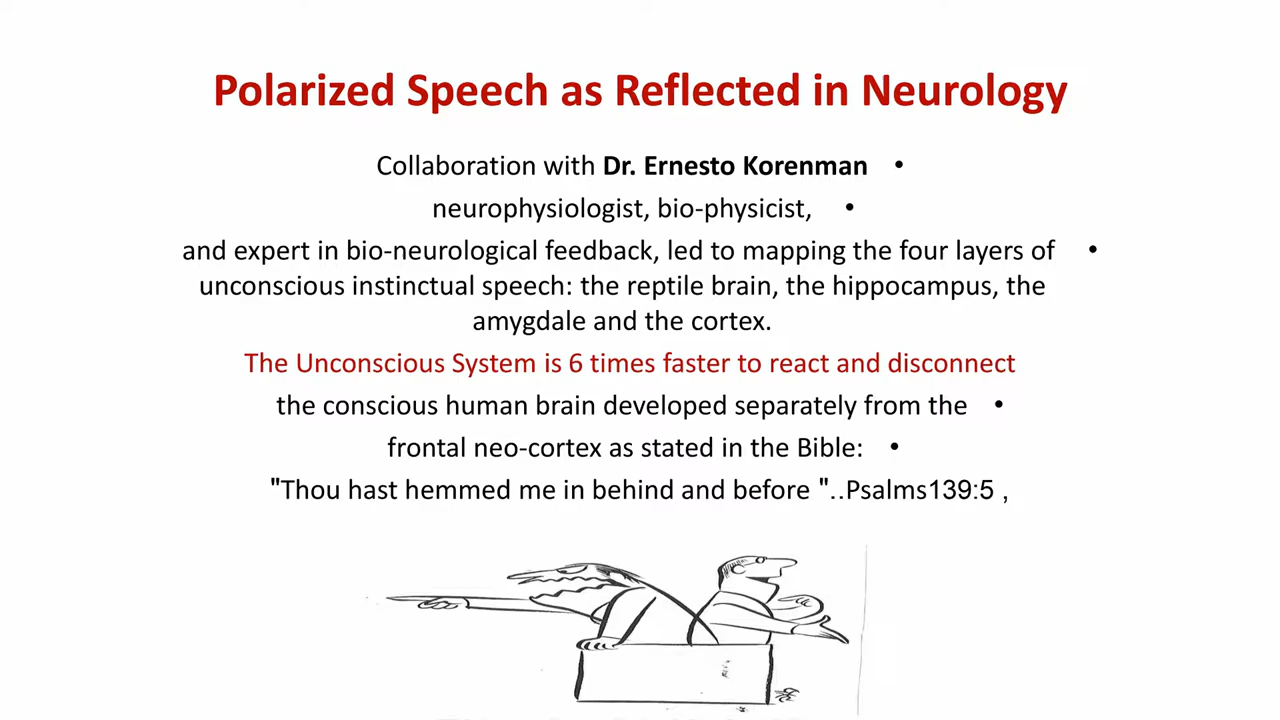 Polarized Speech as Reflected in Neurology
Collaboration with Dr. Ernesto Korenman •
neurophysiologist, bio-physicist, •
and expert in bio-neurological feedback, led to mapping the four layers of •
unconscious instinctual speech: the reptile brain, the hippocampus, the
amygdale and the cortex.
The Unconscious System is 6 times faster to react and disconnect
the conscious human brain developed separately from the •
frontal neo-cortex as stated in the Bible: •
"Thou hast hemmed me in behind and before "..Psalms139:5 ,